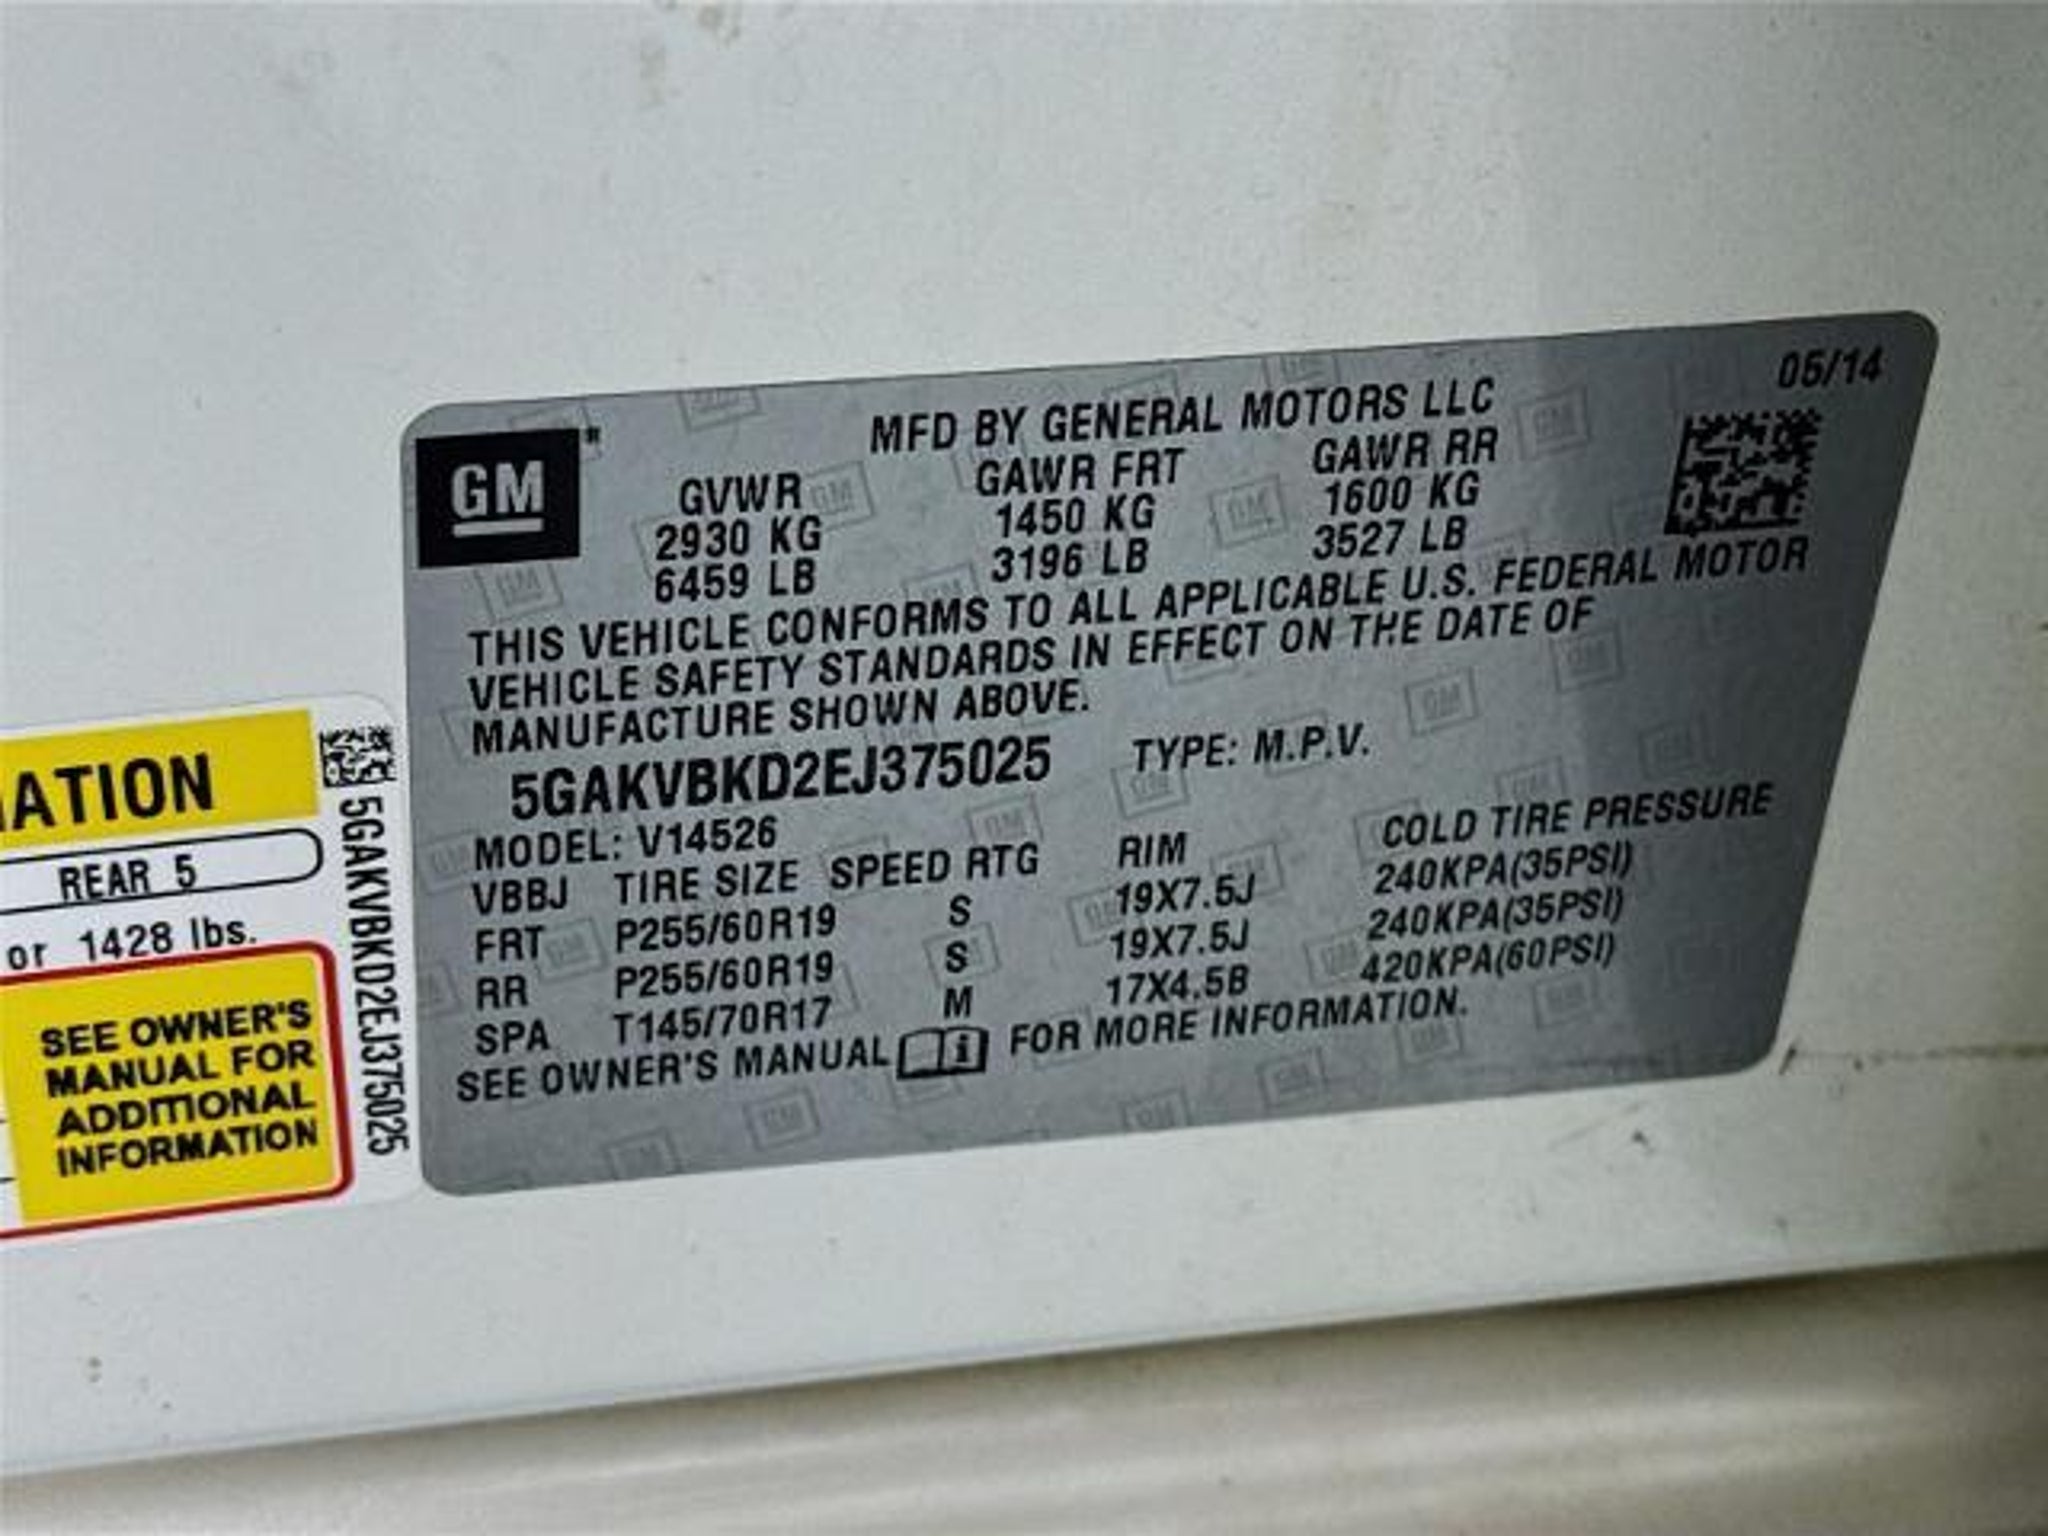 05/14
MFD BY GENERAL MOTORS LLC
GM
GVWR GAWR FRT GAWR RR
2930 KG 1450 KG 1600 KG
6459 LB 3196 LB 3527 LB
THIS VEHICLE CONFORMS TO ALL APPLICABLE U.S. FEDERAL MOTOR
VEHICLE SAFETY STANDARDS IN EFFECT ON THE DATE OF
MANUFACTURE SHOWN ABOVE.
5GAKVBKD2EJ375025 TYPE: M.P.V.
MODEL: V14526
VBBJ TIRE SIZE SPEED RTG RIM COLD TIRE PRESSURE
FRT P255/60R19 S 19X7.5J 240KPA(35PSI)
RR P255/60R19 S 19X7.5J 240KPA(35PSI)
SPA T145/70R17 M 17X4.5B 420KPA(60PSI)
SEE OWNER'S MANUAL FOR MORE INFORMATION.
ATION
REAR 5
or 1428 lbs.
SEE OWNER'S
MANUAL FOR
ADDITIONAL
INFORMATION
5GAKVBKD2EJ375025